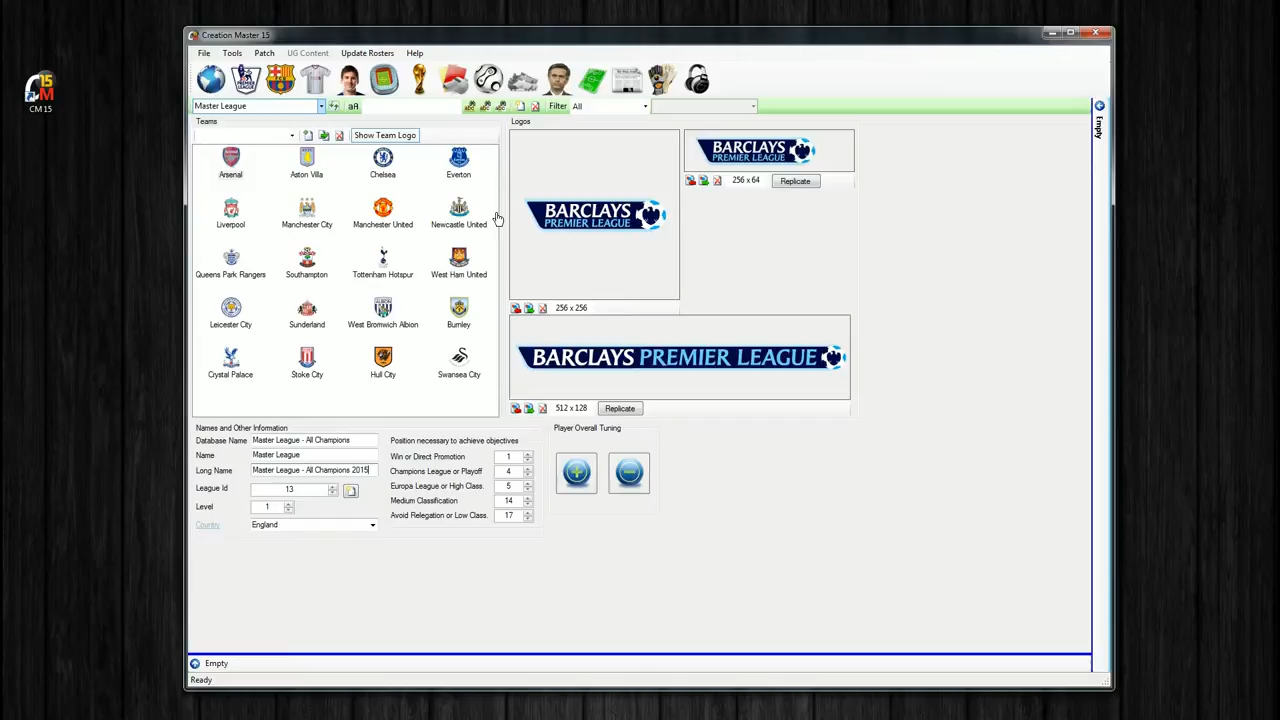 Creation Master 15
File Tools Patch UG Content Update Rosters Help
15
M
CM 15
Master League aA Filter All
Empty
Teams
Show Team Logo
Arsenal Aston Villa Chelsea Everton
Liverpool Manchester City Manchester United Newcastle United
Queens Park Rangers Southampton Tottenham Hotspur West Ham United
Leicester City Sunderland West Bromwich Albion Burnley
Crystal Palace Stoke City Hull City Swansea City
Logos
BARCLAYS
PREMIER LEAGUE
256 x 256
BARCLAYS
PREMIER LEAGUE
256 x 64 Replicate
BARCLAYS PREMIER LEAGUE
512 x 128 Replicate
Names and Other Information
Database Name Master League - All Champions
Name Master League
Long Name Master League - All Champions 2015
League Id 13
Level 1
Country England
Position necessary to achieve objectives
Win or Direct Promotion 1
Champions League or Playoff 4
Europa League or High Class. 5
Medium Classification 14
Avoid Relegation or Low Class. 17
Player Overall Tuning
Empty
Ready